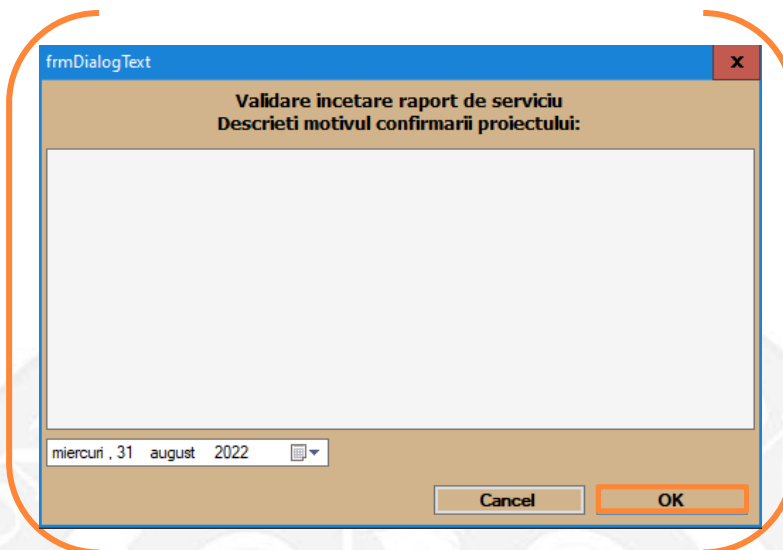 frmDialogText
x
Validare incetare raport de serviciu
Descrieti motivul confirmarii proiectului:
miercuri , 31 august 2022
Cancel OK